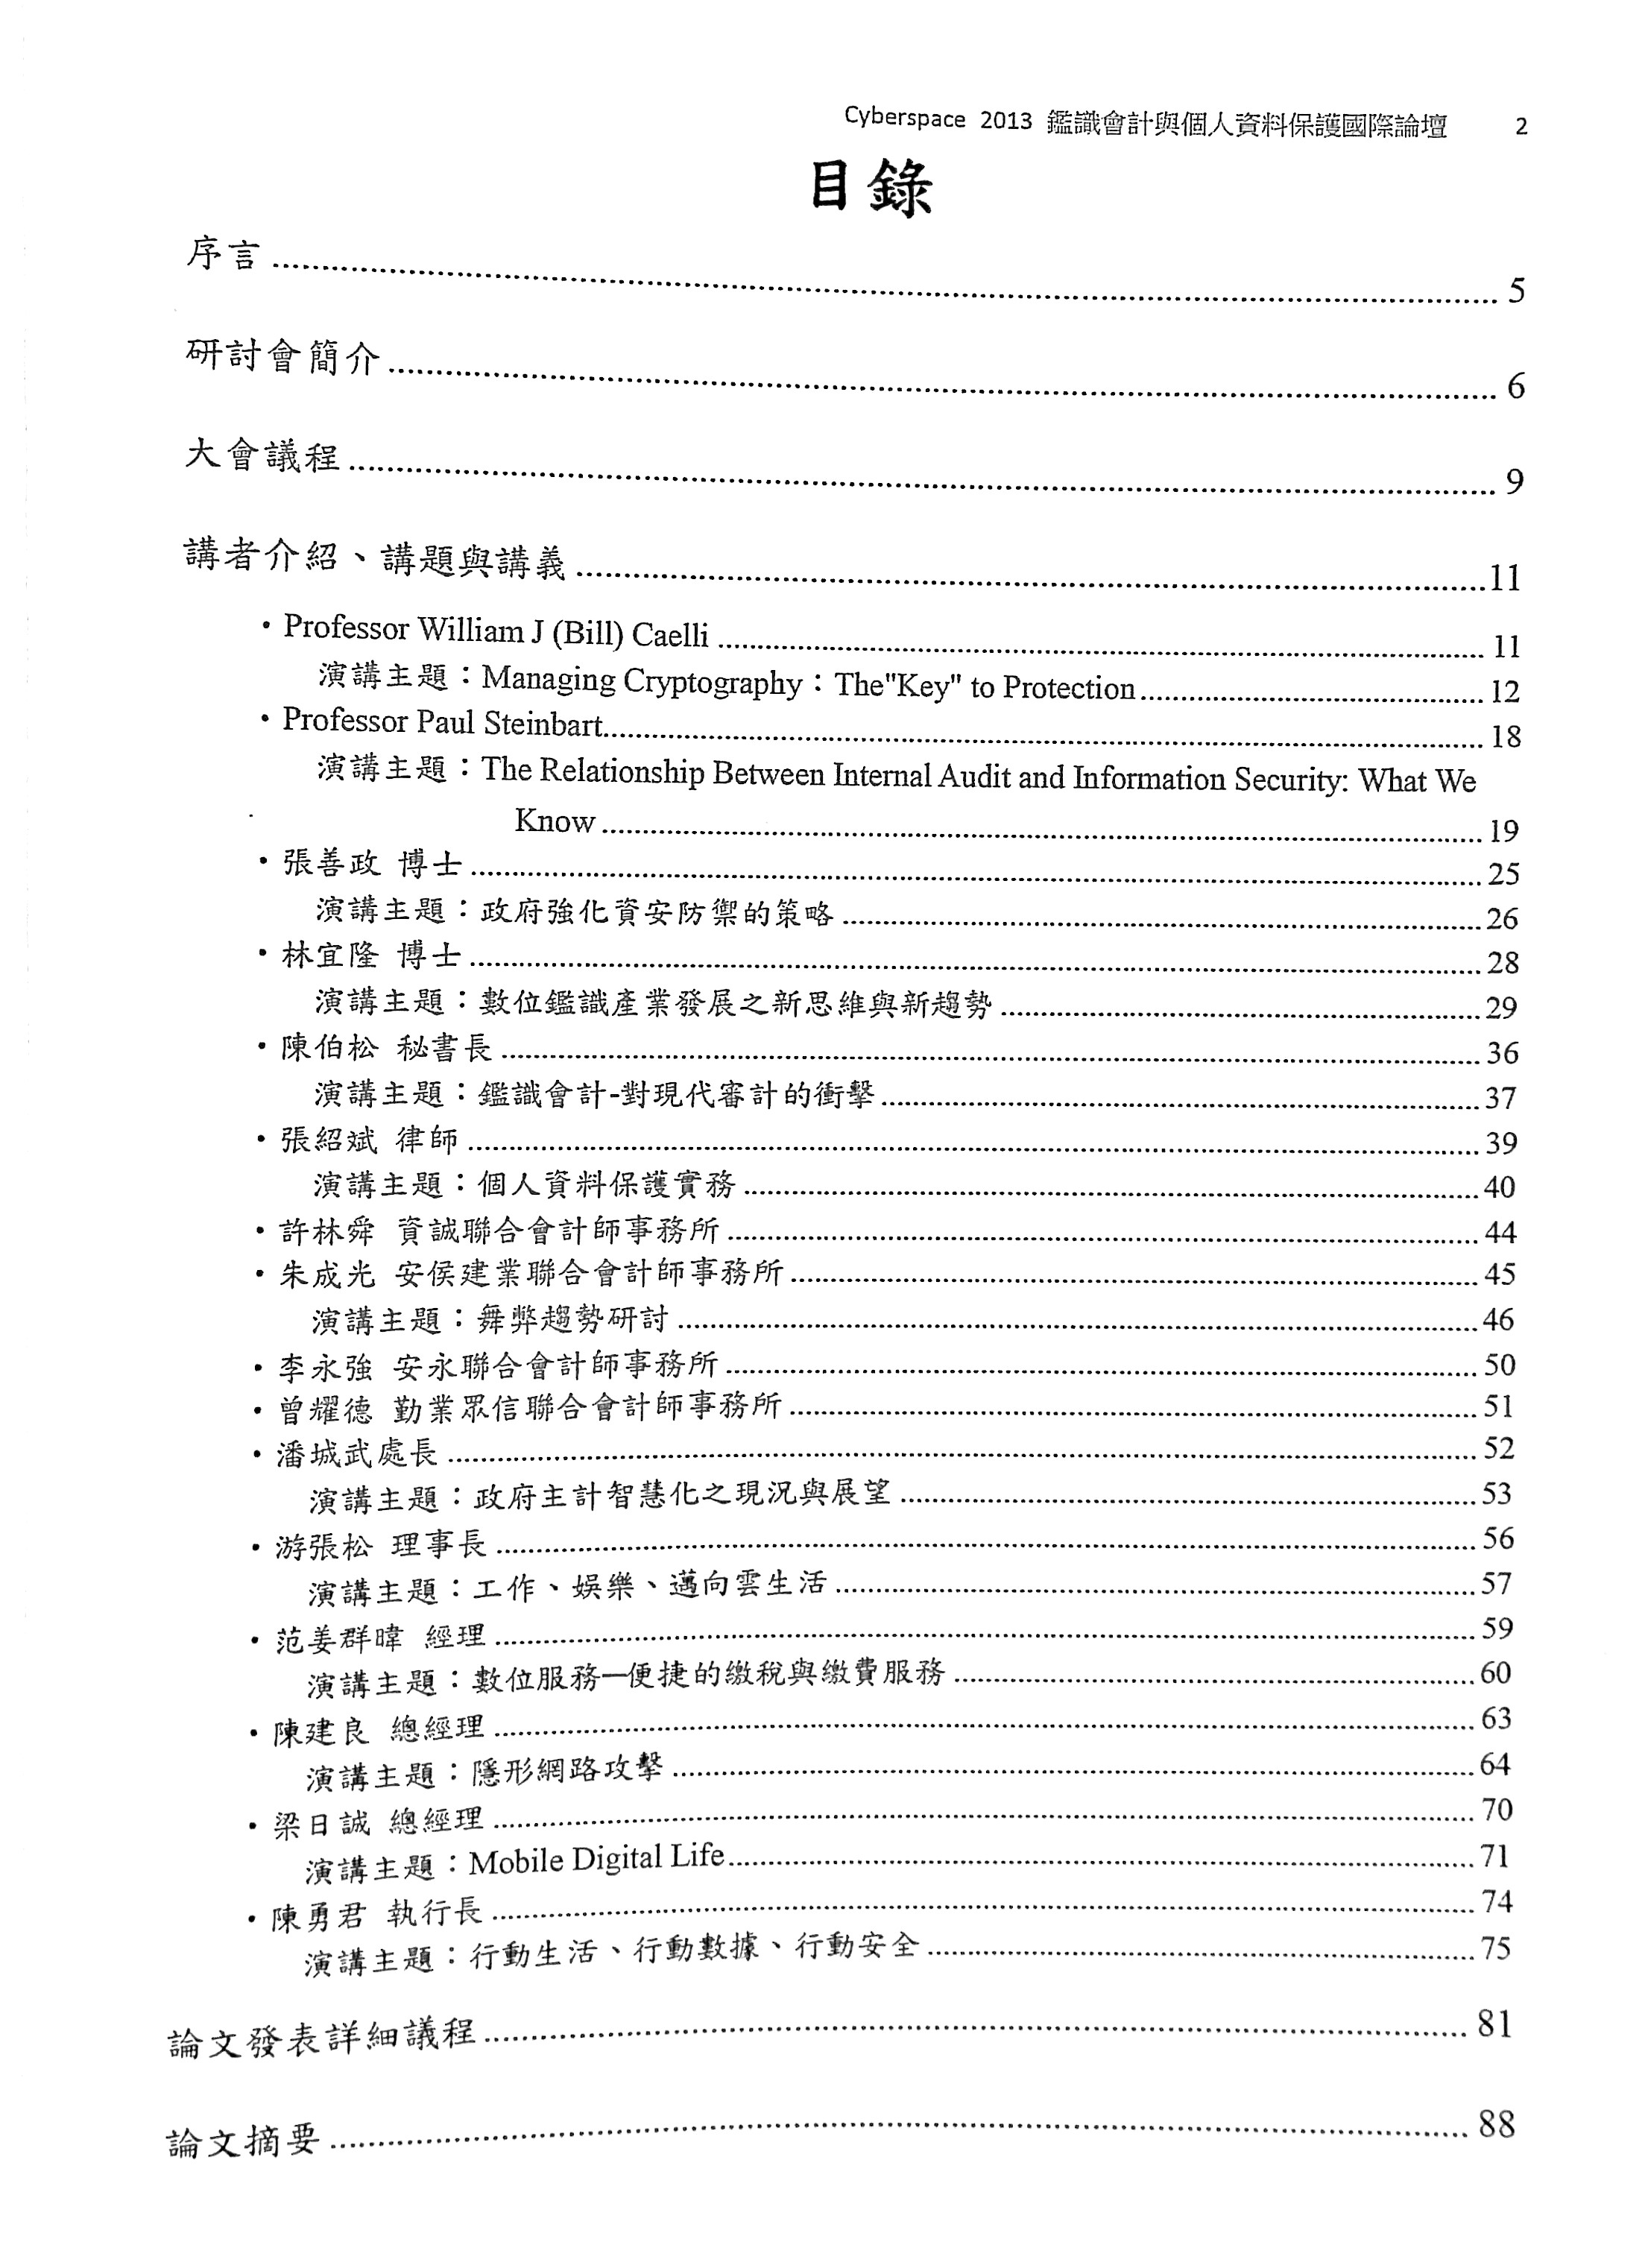 Cyberspace 2013 鑑識會計與個人資料保護國際論壇 2
目錄
序言 5
研討會簡介 6
大會議程 9
講者介紹、講題與講義 11
・Professor William J (Bill) Caelli 11
演講主題：Managing Cryptography：The"Key" to Protection 12
・Professor Paul Steinbart 18
演講主題：The Relationship Between Internal Audit and Information Security: What We
Know 19
・張善政 博士 25
演講主題：政府強化資安防禦的策略 26
・林宜隆 博士 28
演講主題：數位鑑識產業發展之新思維與新趨勢 29
・陳伯松 秘書長 36
演講主題：鑑識會計-對現代審計的衝擊 37
・張紹斌 律師 39
演講主題：個人資料保護實務 40
・許林舜 資誠聯合會計師事務所 44
・朱成光 安侯建業聯合會計師事務所 45
演講主題：舞弊趨勢研討 46
・李永強 安永聯合會計師事務所 50
・曾耀德 勤業眾信聯合會計師事務所 51
・潘城武處長 52
演講主題：政府主計智慧化之現況與展望 53
・游張松 理事長 56
演講主題：工作、娛樂、邁向雲生活 57
・范姜群暐 經理 59
演講主題：數位服務—便捷的繳稅與繳費服務 60
・陳建良 總經理 63
演講主題：隱形網路攻擊 64
・梁日誠 總經理 70
演講主題：Mobile Digital Life 71
・陳勇君 執行長 74
演講主題：行動生活、行動數據、行動安全 75
論文發表詳細議程 81
論文摘要 88